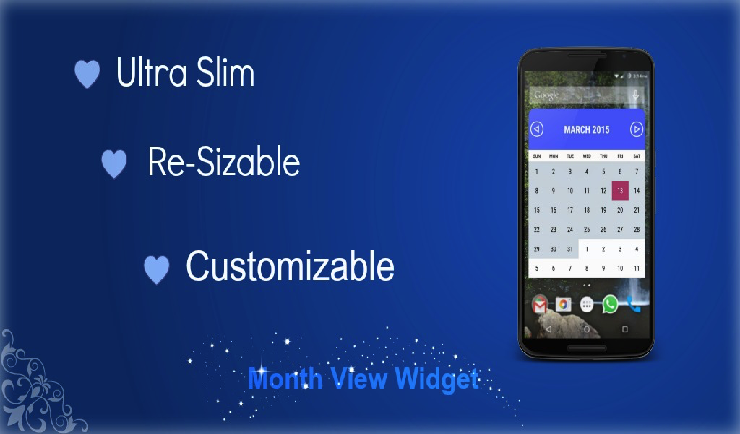 Ultra Slim
Re-Sizable
Customizable
Month View Widget
Google
MARCH 2015
SUN MON TUE WED THU FRI SAT
1 2 3 4 5 6 7
8 9 10 11 12 13 14
15 16 17 18 19 20 21
22 23 24 25 26 27 28
29 30 31 1 2 3 4
5 6 7 8 9 10 11